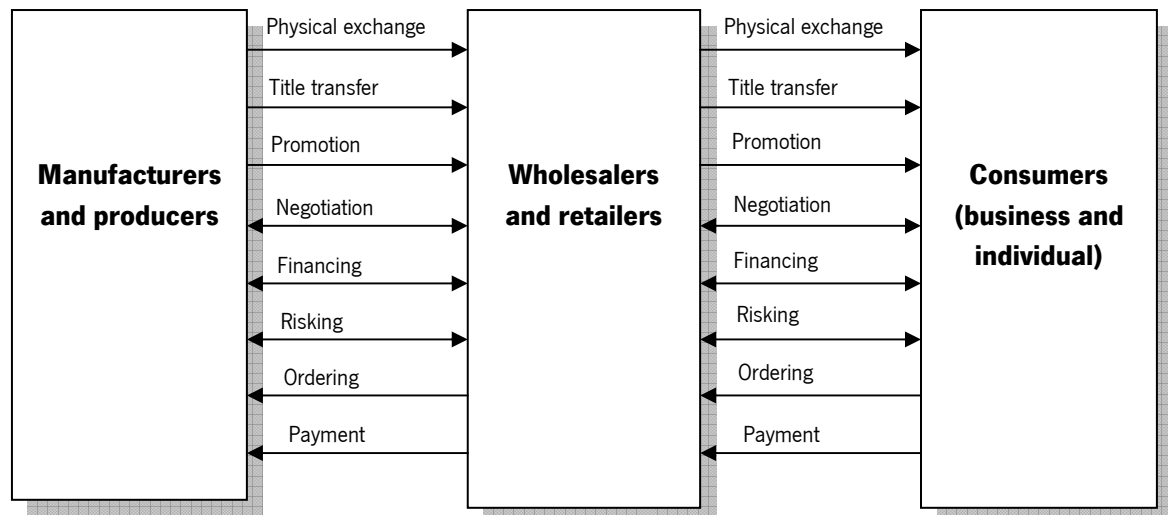 Physical exchange
Title transfer
Promotion
Manufacturers
and producers
Negotiation
Financing
Risking
Ordering
Payment
Wholesalers
and retailers
Physical exchange
Title transfer
Promotion
Negotiation
Financing
Risking
Ordering
Payment
Consumers
(business and
individual)